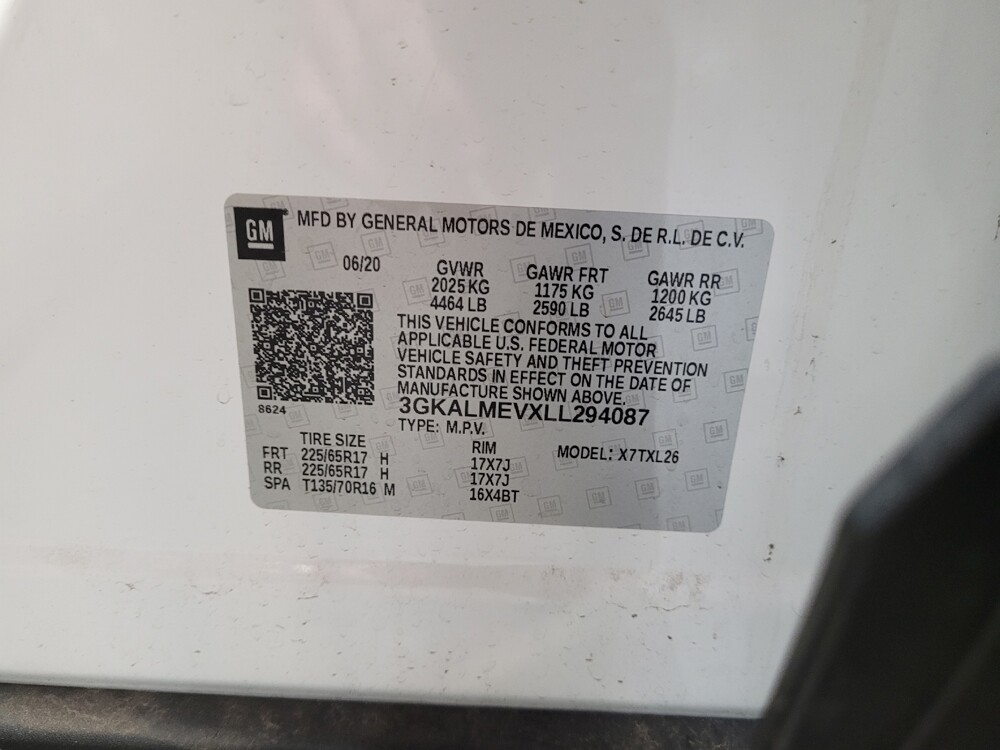 GM MFD BY GENERAL MOTORS DE MEXICO, S. DE R.L. DE C.V.
06/20 GVWR GAWR FRT GAWR RR
2025 KG 1175 KG 1200 KG
4464 LB 2590 LB 2645 LB
THIS VEHICLE CONFORMS TO ALL
APPLICABLE U.S. FEDERAL MOTOR
VEHICLE SAFETY AND THEFT PREVENTION
STANDARDS IN EFFECT ON THE DATE OF
MANUFACTURE SHOWN ABOVE.
8624 3GKALMEVXLL294087
TYPE: M.P.V.
TIRE SIZE RIM MODEL: X7TXL26
FRT 225/65R17 H 17X7J
RR 225/65R17 H 17X7J
SPA T135/70R16 M 16X4BT